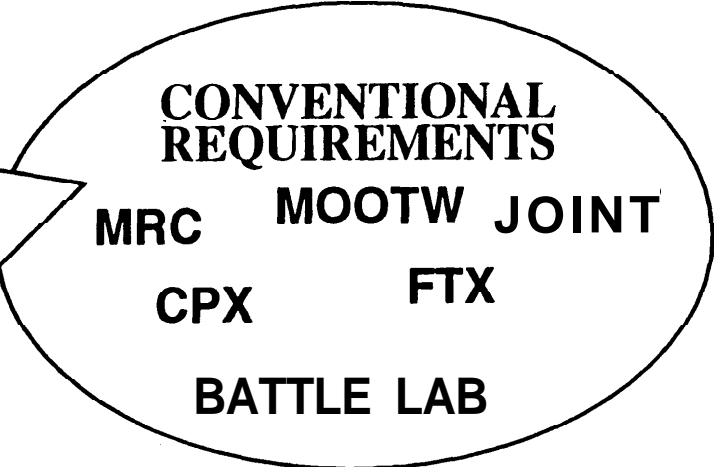 CONVENTIONAL
REQUIREMENTS
MRC MOOTW JOINT
CPX FTX
BATTLE LAB